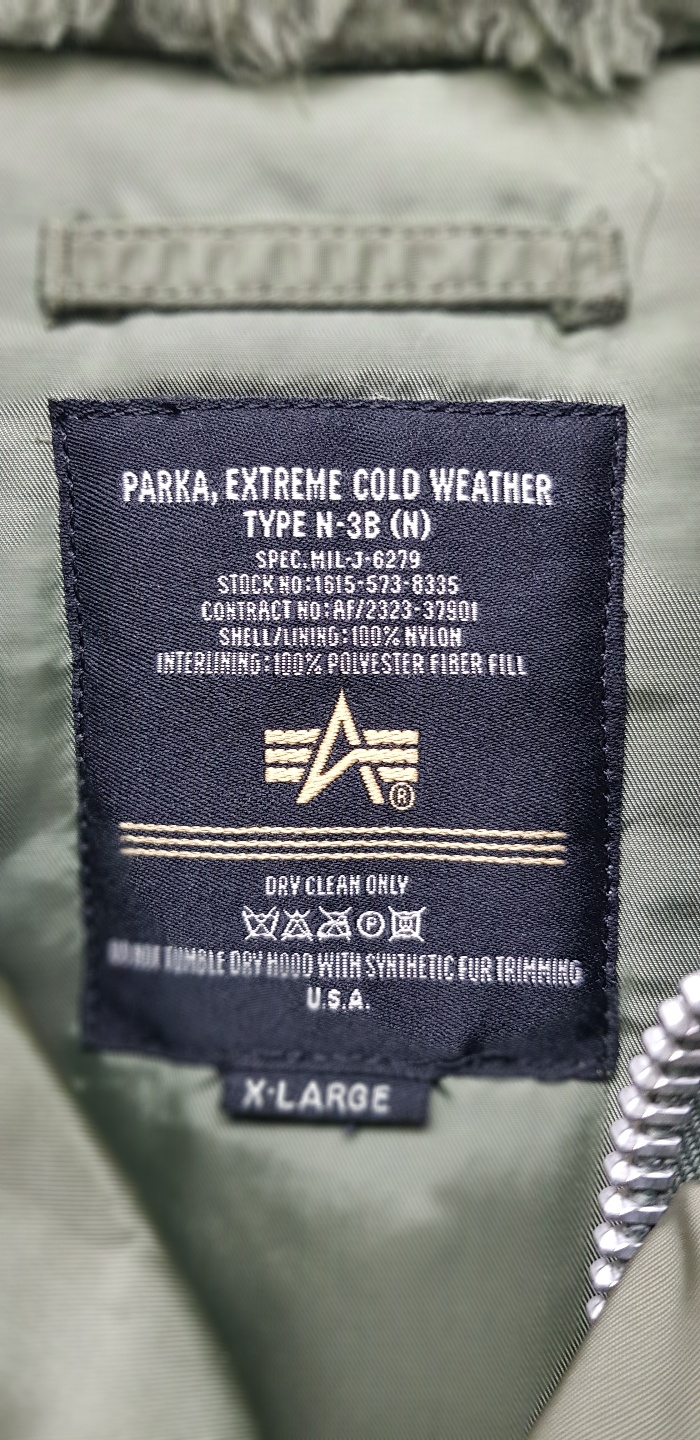 PARKA, EXTREME COLD WEATHER
TYPE N-3B (N)
SPEC. MIL-J-6279
STOCK NO: 1615-573-8335
CONTRACT NO: AF/2323-37901
SHELL/LINING: 100% NYLON
INTERLINING: 100% POLYESTER FIBER FILL
®
DRY CLEAN ONLY
P
DO NOT TUMBLE DRY HOOD WITH SYNTHETIC FUR TRIMMING
U.S.A.
X-LARGE